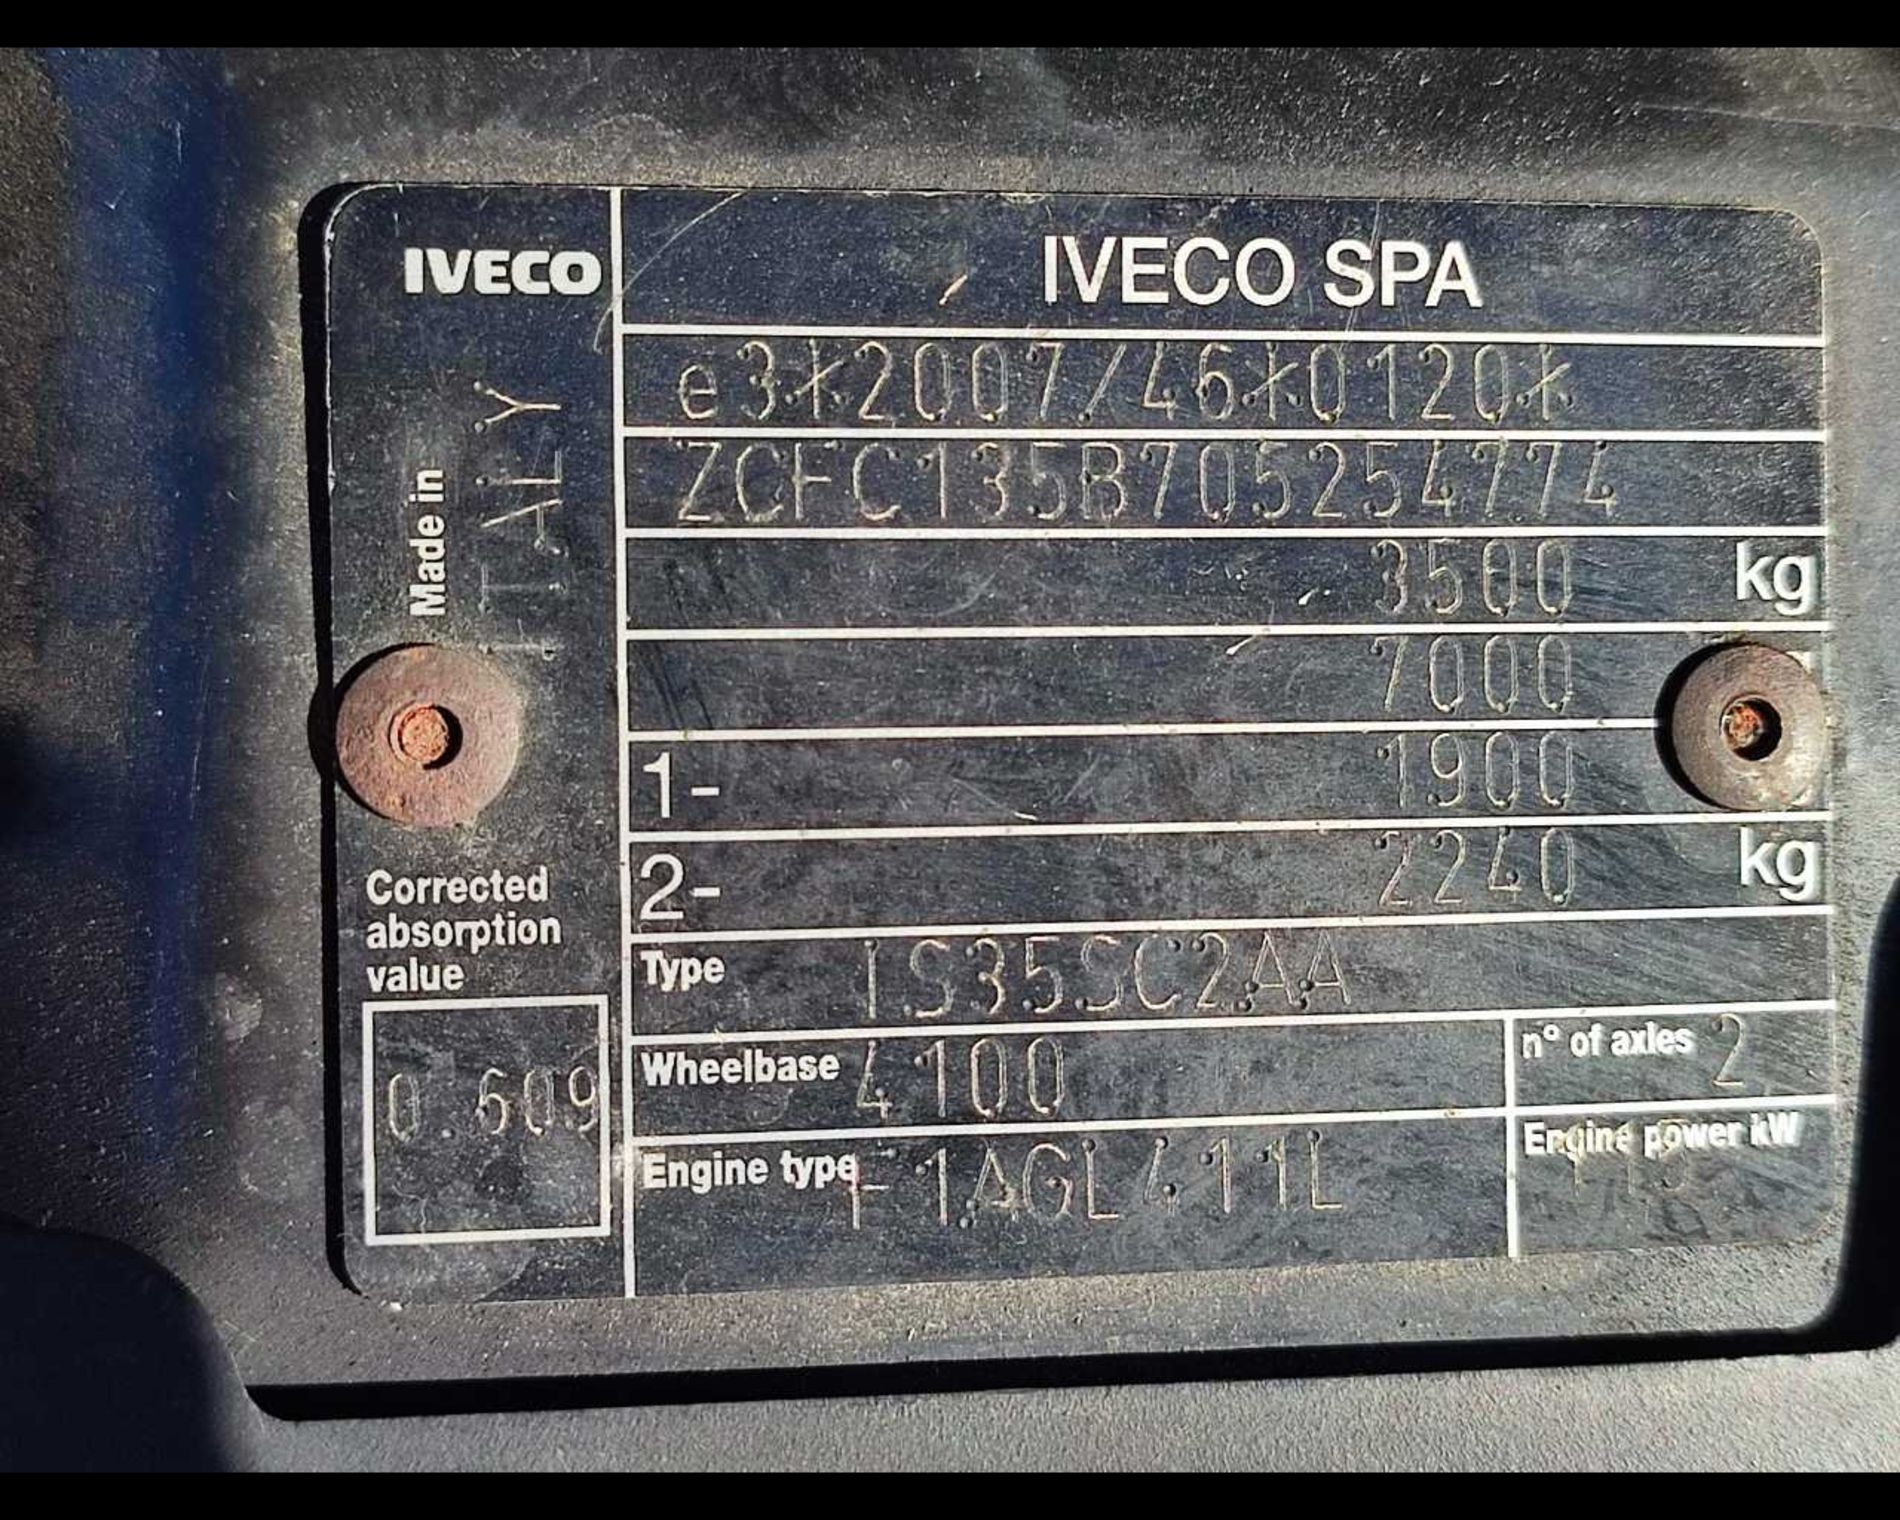 IVECO
IVECO SPA
e3*2007/46*0120*
ZCFC135B705254774
3500 kg
7000
1- 1900
2- 2240 kg
Made in ITALY
Corrected
absorption
value
0.609
Type IS35SC2AA
Wheelbase 4100
n° of axles 2
Engine type F1AGL411L
Engine power kW